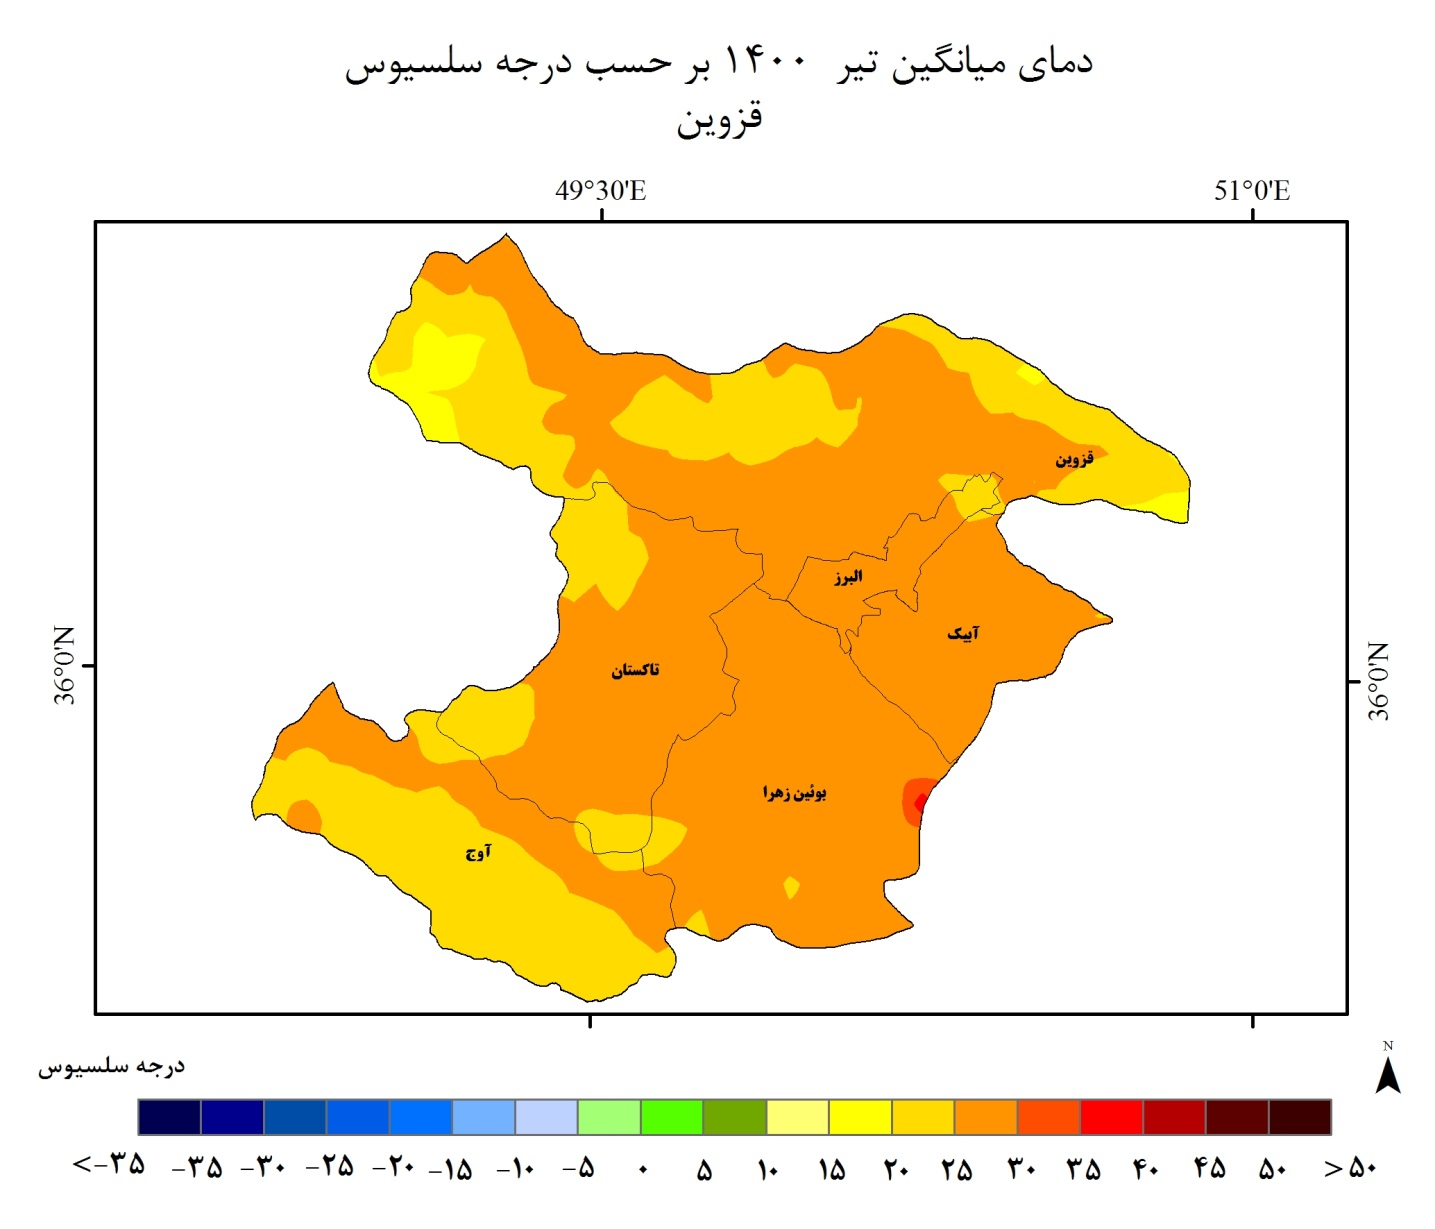 دمای میانگین تیر ۱۴۰۰ بر حسب درجه سلسیوس
قزوین
49°30'E
51°0'E
36°0'N
36°0'N
قزوین
البرز
آبیک
تاکستان
بوئین زهرا
آوج
N
درجه سلسیوس
<-۳۵ -۳۵ -۳۰ -۲۵ -۲۰ -۱۵ -۱۰ -۵ ۰ ۵ ۱۰ ۱۵ ۲۰ ۲۵ ۳۰ ۳۵ ۴۰ ۴۵ ۵۰ >۵۰